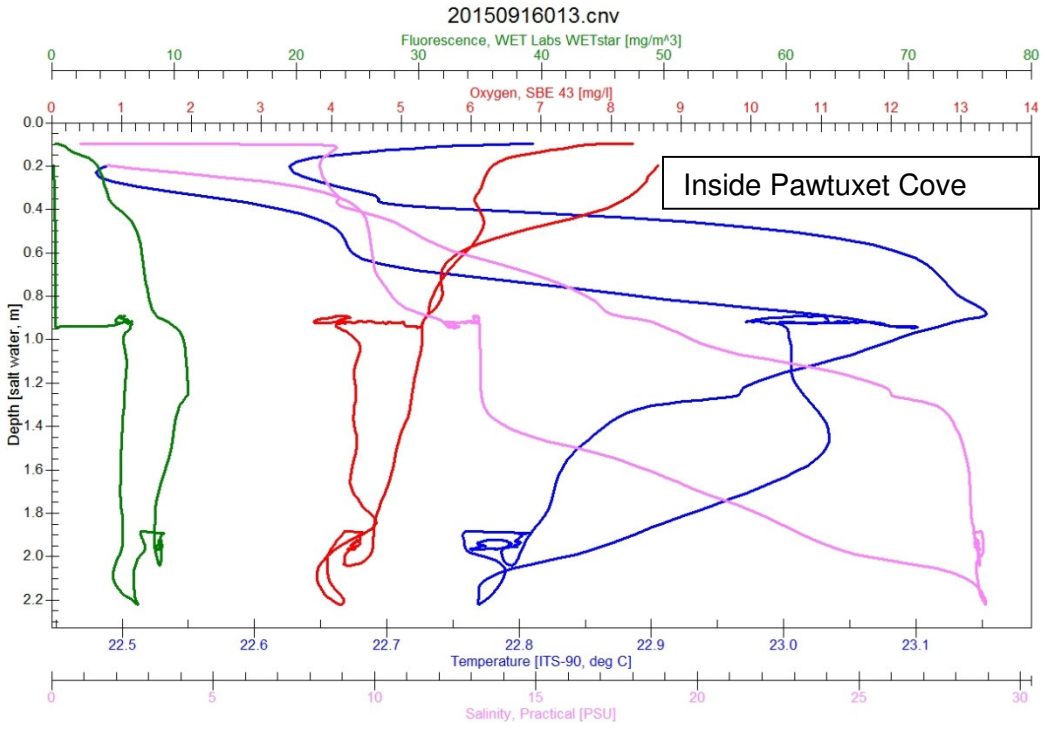 20150916013.cnv
Fluorescence, WET Labs WETstar [mg/m^3]
0 10 20 30 40 50 60 70 80
Oxygen, SBE 43 [mg/l]
0 1 2 3 4 5 6 7 8 9 10 11 12 13 14
Inside Pawtuxet Cove
Depth [salt water, m]
0.0
0.2
0.4
0.6
0.8
1.0
1.2
1.4
1.6
1.8
2.0
2.2
22.5 22.6 22.7 22.8 22.9 23.0 23.1
Temperature [ITS-90, deg C]
0 5 10 15 20 25 30
Salinity, Practical [PSU]